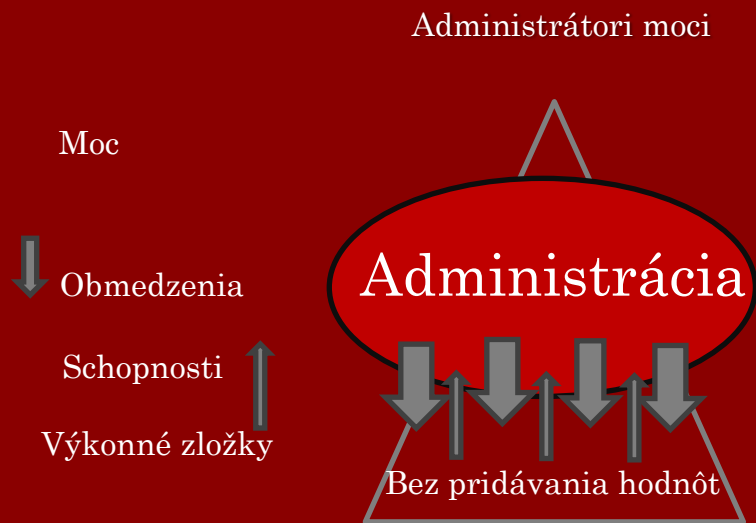 Administrátori moci
Moc
Obmedzenia
Administrácia
Schopnosti
Výkonné zložky
Bez pridávania hodnôt